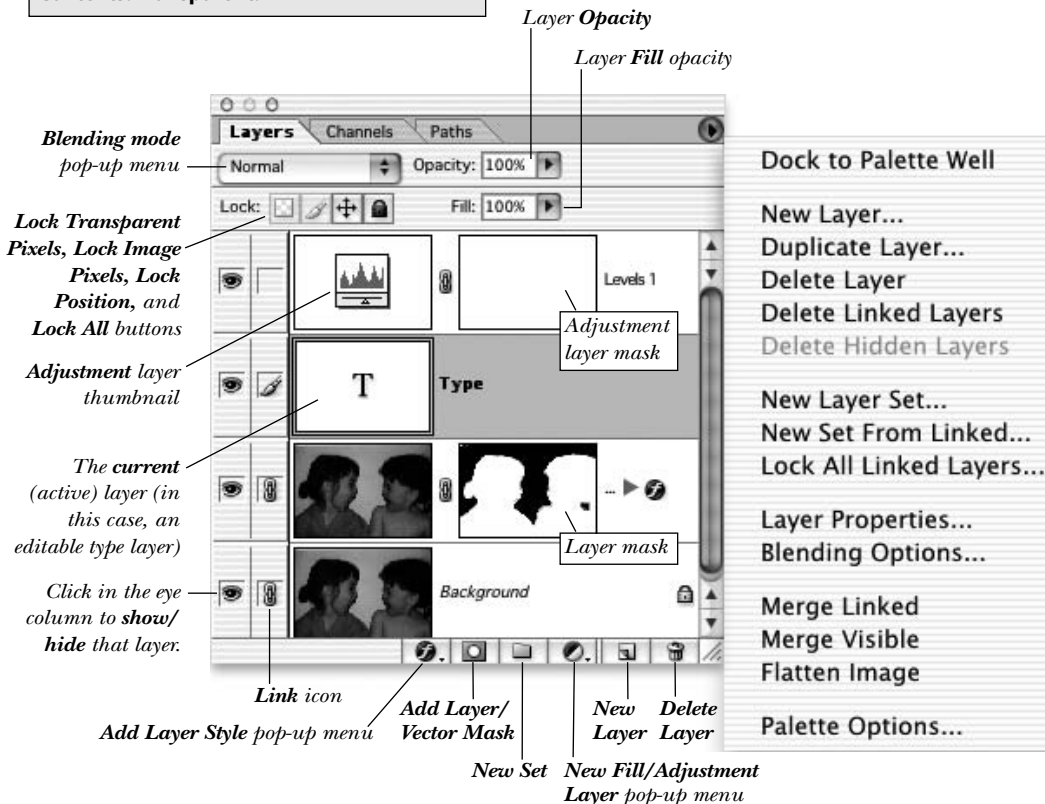 Layer Opacity
Layer Fill opacity
Blending mode
pop-up menu
Lock Transparent
Pixels, Lock Image
Pixels, Lock
Position, and
Lock All buttons
Adjustment layer
thumbnail
The current
(active) layer (in
this case, an
editable type layer)
Click in the eye
column to show/
hide that layer.
Layers
Channels
Paths
Normal
Opacity: 100%
Lock:
Fill: 100%
Levels 1
Adjustment
layer mask
T
Type
...
Layer mask
Background
Link icon
Add Layer Style pop-up menu
Add Layer/
Vector Mask
New Set
New Fill/Adjustment
Layer pop-up menu
New
Layer
Delete
Layer
Dock to Palette Well
New Layer...
Duplicate Layer...
Delete Layer
Delete Linked Layers
Delete Hidden Layers
New Layer Set...
New Set From Linked...
Lock All Linked Layers...
Layer Properties...
Blending Options...
Merge Linked
Merge Visible
Flatten Image
Palette Options...